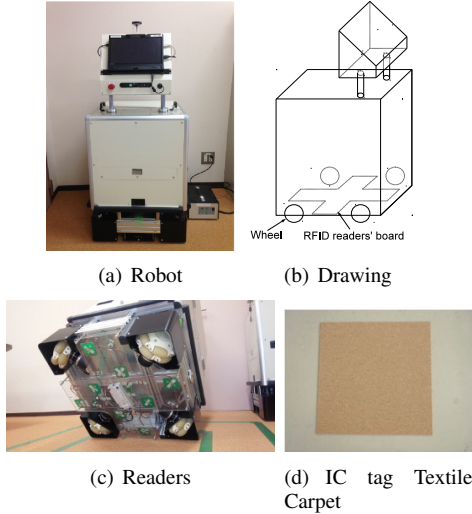 (a) Robot
Wheel
RFID readers' board
(b) Drawing
(c) Readers
(d) IC tag Textile
Carpet